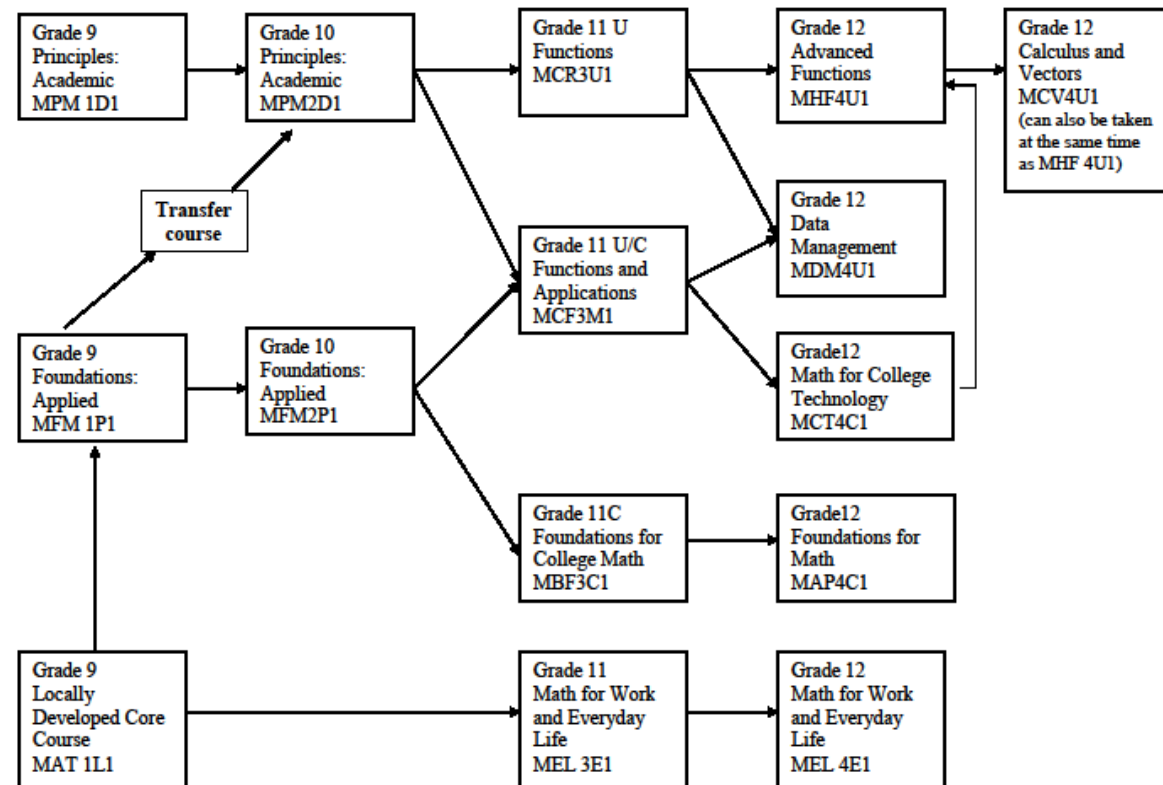 Grade 9
Principles:
Academic
MPM 1D1
Grade 10
Principles:
Academic
MPM2D1
Grade 11 U
Functions
MCR3U1
Grade 12
Advanced
Functions
MHF4U1
Grade 12
Calculus and
Vectors
MCV4U1
(can also be taken
at the same time
as MHF 4U1)
Transfer
course
Grade 12
Data
Management
MDM4U1
Grade 11 U/C
Functions and
Applications
MCF3M1
Grade 9
Foundations:
Applied
MFM 1P1
Grade 10
Foundations:
Applied
MFM2P1
Grade12
Math for College
Technology
MCT4C1
Grade 11C
Foundations for
College Math
MBF3C1
Grade12
Foundations for
Math
MAP4C1
Grade 9
Locally
Developed Core
Course
MAT 1L1
Grade 11
Math for Work
and Everyday
Life
MEL 3E1
Grade 12
Math for Work
and Everyday
Life
MEL 4E1